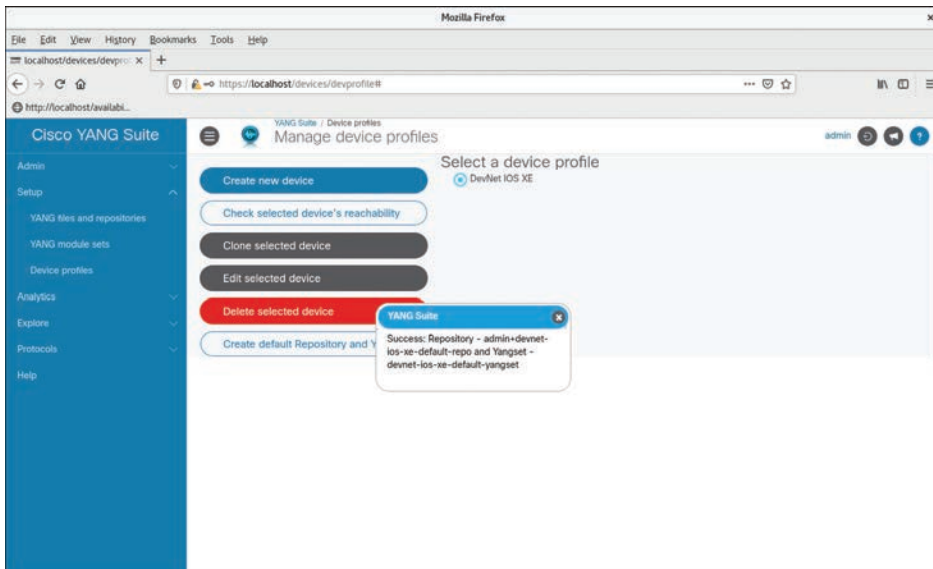 Mozilla Firefox
File Edit View History Bookmarks Tools Help
localhost/devices/devpro
https://localhost/devices/devprofile#
http://localhost/availabi...
Cisco YANG Suite
YANG Suite / Device profiles
Manage device profiles
admin
Admin
Setup
YANG files and repositories
YANG module sets
Device profiles
Analytics
Explore
Protocols
Help
Create new device
Check selected device's reachability
Clone selected device
Edit selected device
Delete selected device
Create default Repository and Y
Select a device profile
DevNet IOS XE
YANG Suite
Success: Repository - admin+devnet-
ios-xe-default-repo and Yangset -
devnet-ios-xe-default-yangset